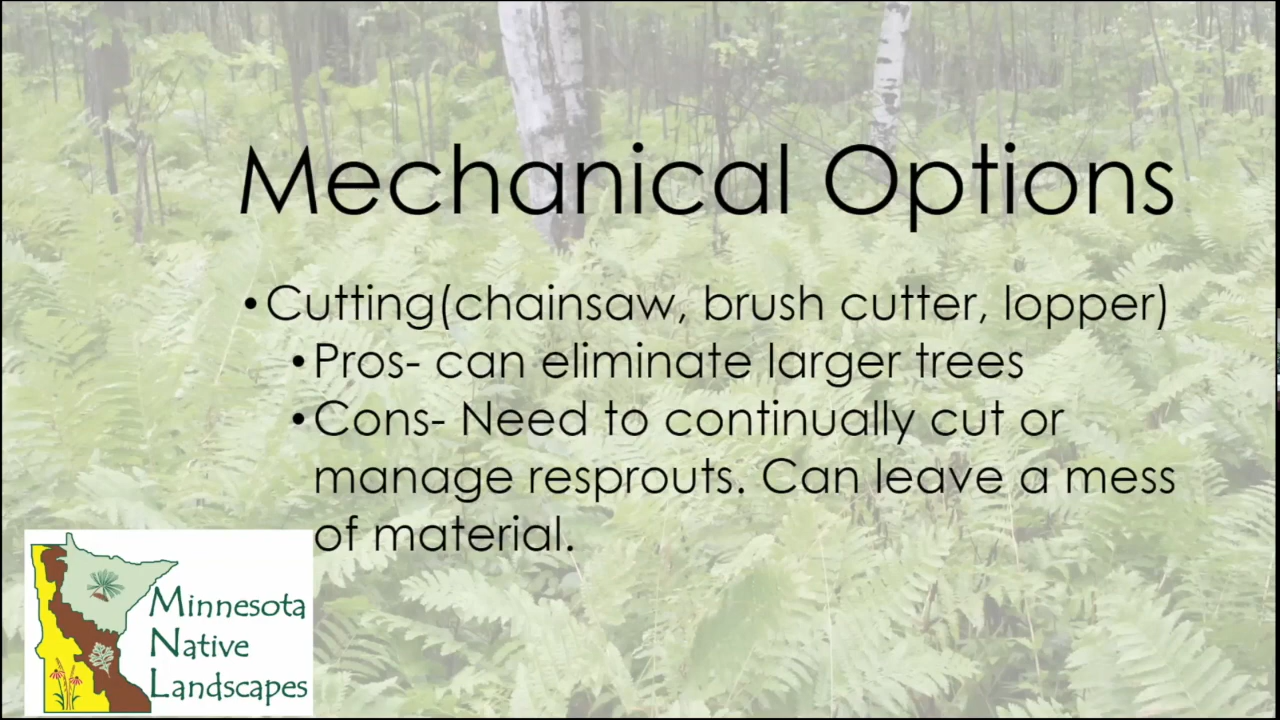 Mechanical Options
•Cutting(chainsaw, brush cutter, lopper)
•Pros- can eliminate larger trees
•Cons- Need to continually cut or
manage resprouts. Can leave a mess
of material.
Minnesota
Native
Landscapes